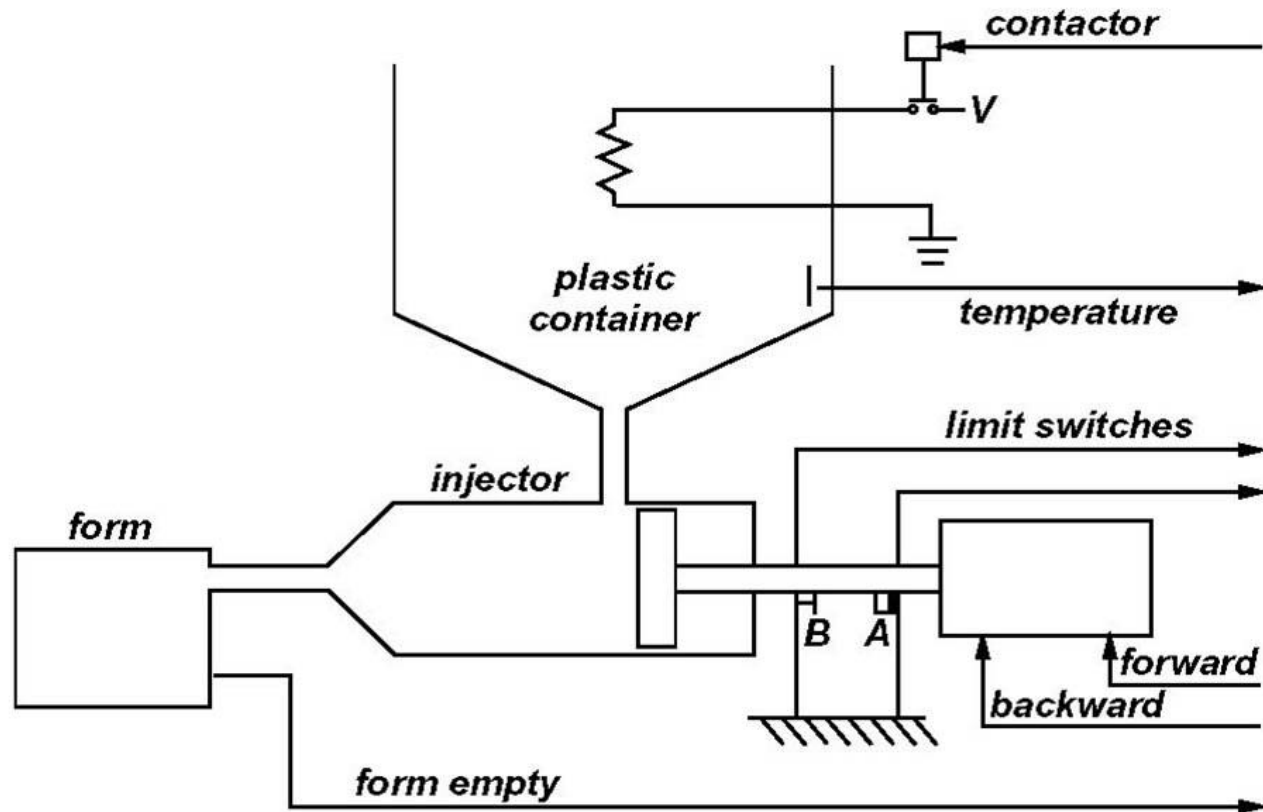 contactor
V
plastic
container
temperature
limit switches
injector
form
B
A
forward
backward
form empty